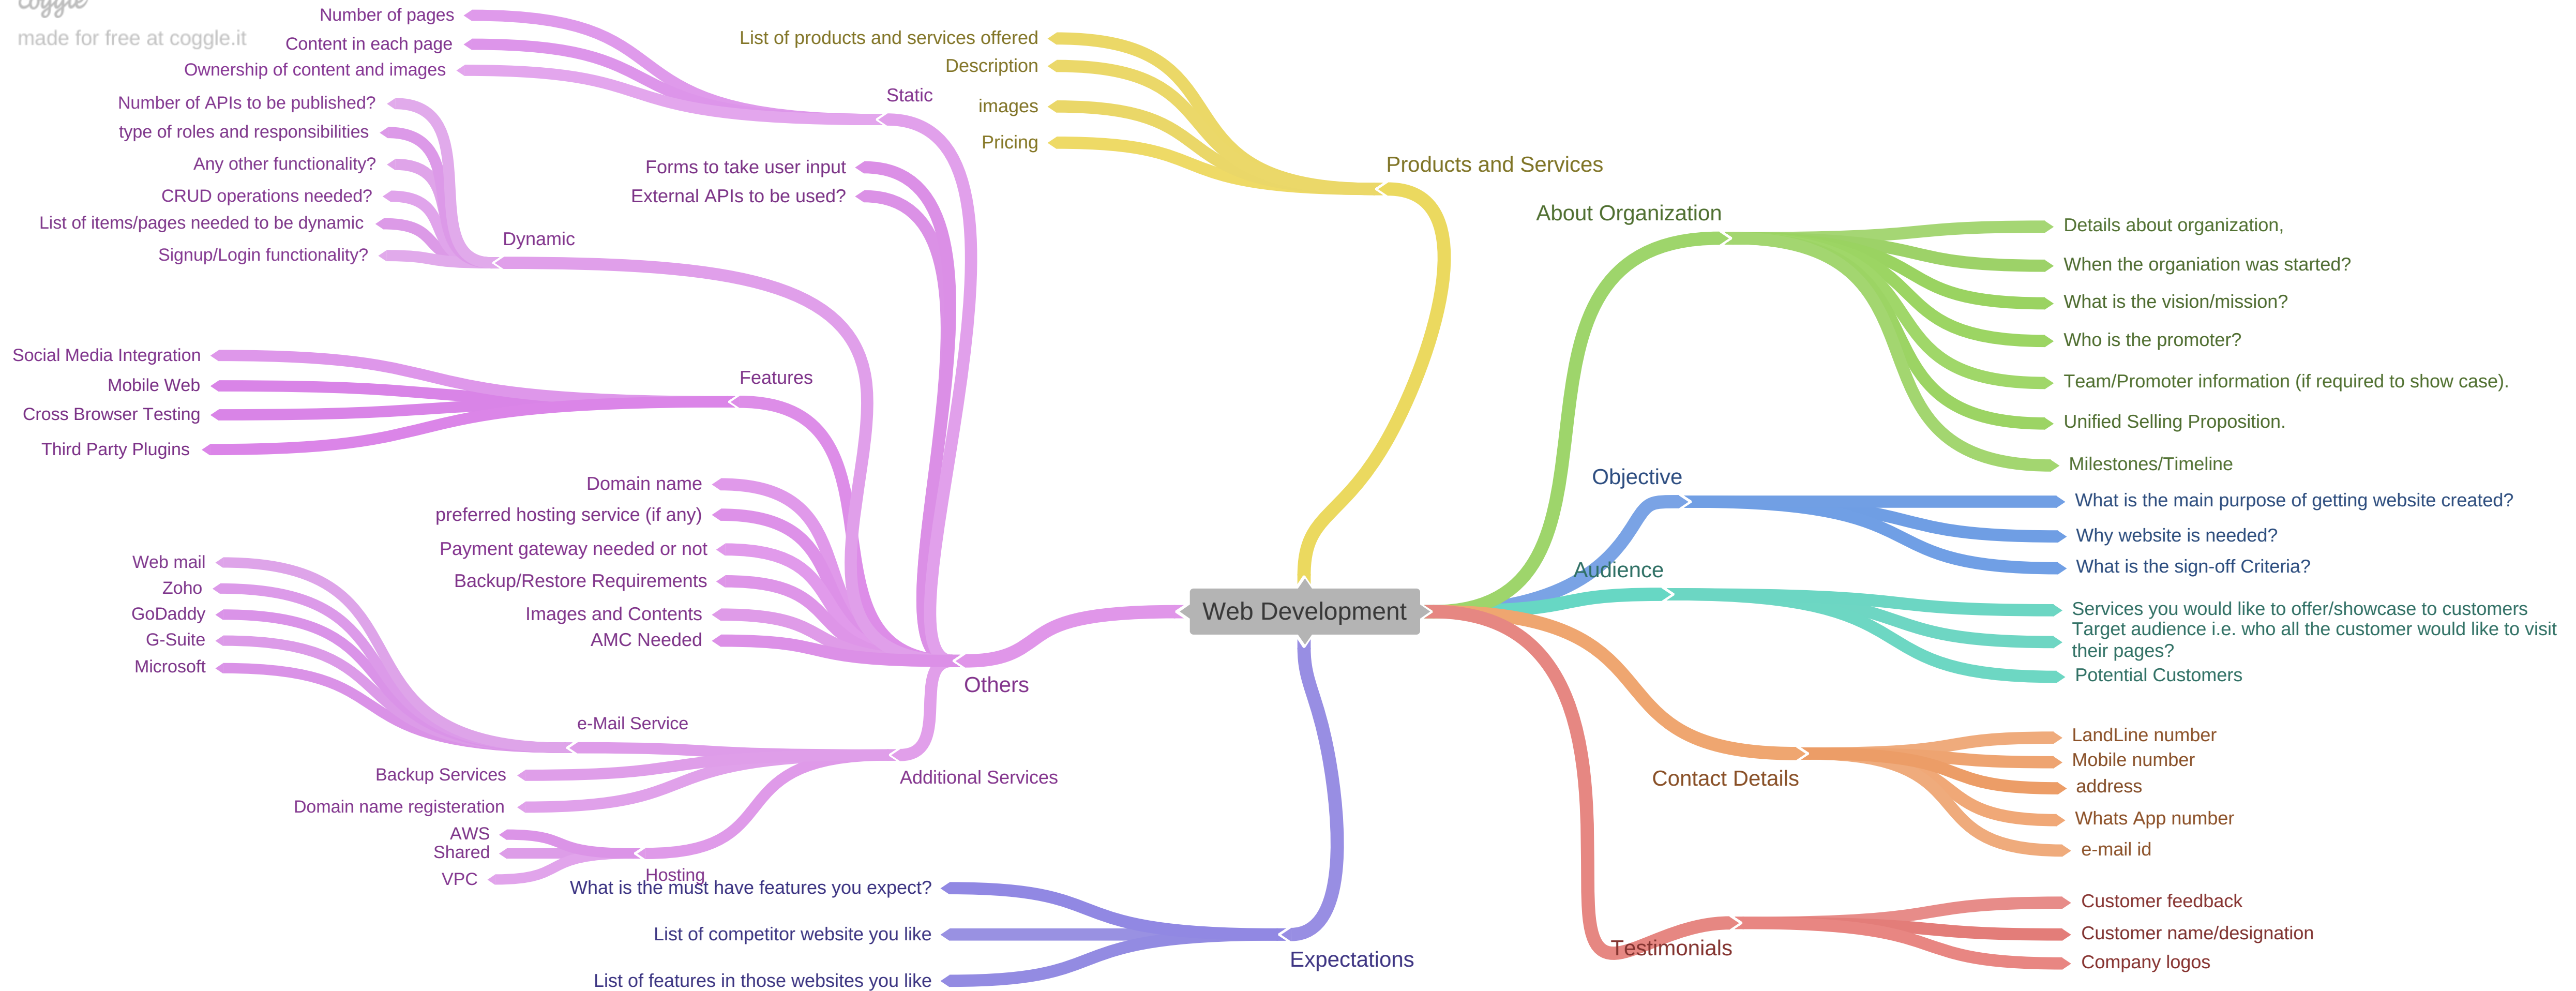 coggle
made for free at coggle.it
Number of pages
Content in each page
Ownership of content and images
Static
Number of APIs to be published?
type of roles and responsibilities
Any other functionality?
CRUD operations needed?
List of items/pages needed to be dynamic
Signup/Login functionality?
Dynamic
Forms to take user input
External APIs to be used?
Social Media Integration
Mobile Web
Cross Browser Testing
Third Party Plugins
Features
Domain name
preferred hosting service (if any)
Payment gateway needed or not
Backup/Restore Requirements
Images and Contents
AMC Needed
Others
Web mail
Zoho
GoDaddy
G-Suite
Microsoft
e-Mail Service
Backup Services
Domain name registeration
AWS
Shared
VPC
Hosting
Additional Services
List of products and services offered
Description
images
Pricing
Products and Services
Web Development
What is the must have features you expect?
List of competitor website you like
List of features in those websites you like
Expectations
About Organization
Details about organization,
When the organiation was started?
What is the vision/mission?
Who is the promoter?
Team/Promoter information (if required to show case).
Unified Selling Proposition.
Milestones/Timeline
Objective
What is the main purpose of getting website created?
Why website is needed?
What is the sign-off Criteria?
Audience
Services you would like to offer/showcase to customers
Target audience i.e. who all the customer would like to visit
their pages?
Potential Customers
Contact Details
LandLine number
Mobile number
address
Whats App number
e-mail id
Testimonials
Customer feedback
Customer name/designation
Company logos